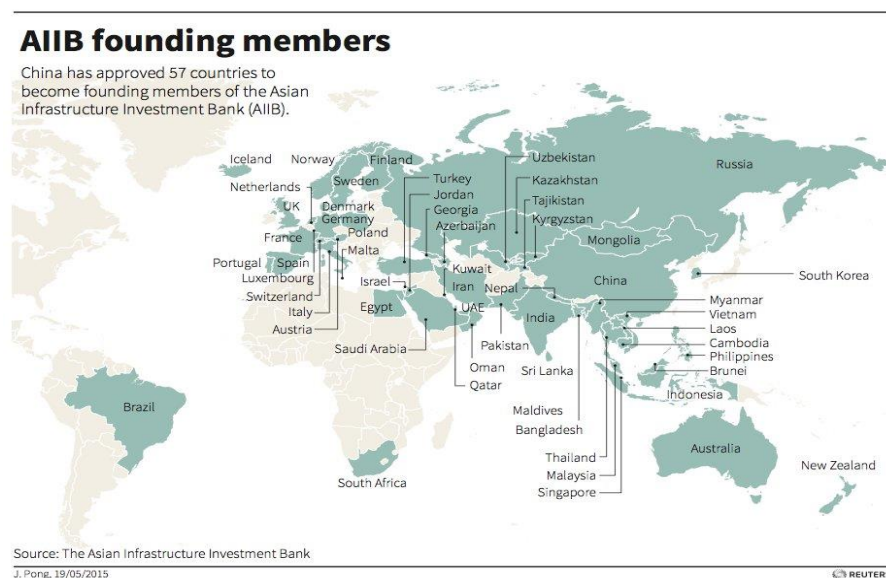 AIIB founding members
China has approved 57 countries to
become founding members of the Asian
Infrastructure Investment Bank (AIIB).
Iceland
Norway
Finland
Netherlands
Sweden
UK
Denmark
Germany
France
Poland
Malta
Portugal
Spain
Luxembourg
Switzerland
Italy
Austria
Turkey
Jordan
Georgia
Azerbaijan
Israel
Egypt
Kuwait
Iran
UAE
Saudi Arabia
Oman
Qatar
Uzbekistan
Kazakhstan
Tajikistan
Kyrgyzstan
Russia
Mongolia
China
South Korea
Nepal
India
Pakistan
Sri Lanka
Maldives
Bangladesh
Myanmar
Vietnam
Laos
Cambodia
Philippines
Brunei
Indonesia
Thailand
Malaysia
Singapore
Australia
New Zealand
Brazil
South Africa
Source: The Asian Infrastructure Investment Bank
J. Pong, 19/05/2015
REUTERS